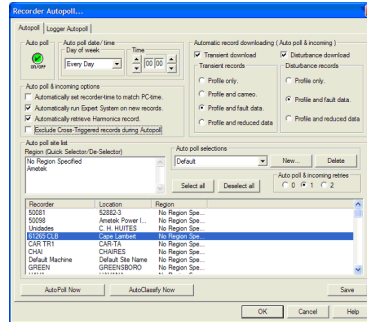 Recorder Autopoll...
Autopoll
Logger Autopoll
Auto poll
ON/OFF
Auto poll date/ time
Day of week
Every Day
Time
00 00
Automatic record downloading ( Auto poll & incoming )
Transient download
Disturbance download
Transient records
Profile only.
Profile and cameo.
Profile and fault data.
Profile and reduced data
Disturbance records
Profile only.
Profile and fault data.
Profile and reduced data
Auto poll & incoming options
Automatically set recorder-time to match PC-time.
Automatically run Expert System on new records.
Automatically retrieve Harmonics record.
Exclude Cross-Triggered records during Autopoll
Auto poll site list
Region (Quick Selector/De-Selector)
No Region Specified
Ametek
Auto poll selections
Default
New...
Delete
Select all
Deselect all
Auto poll & incoming retries
0 1 2
Recorder Location Region
50081 52882-3 No Region Spe...
50098 Ametek Power I... No Region Spe...
Unidades C. H. HUITES No Region Spe...
61265 CLB Cape Lambert No Region Spe...
CAR TR1 CAR-TA No Region Spe...
CHAI CHAIRES No Region Spe...
Default Machine Default Site Name No Region Spe...
GREEN GREENSBORO No Region Spe...
AutoPoll Now
AutoClassify Now
Save
OK
Cancel
Help